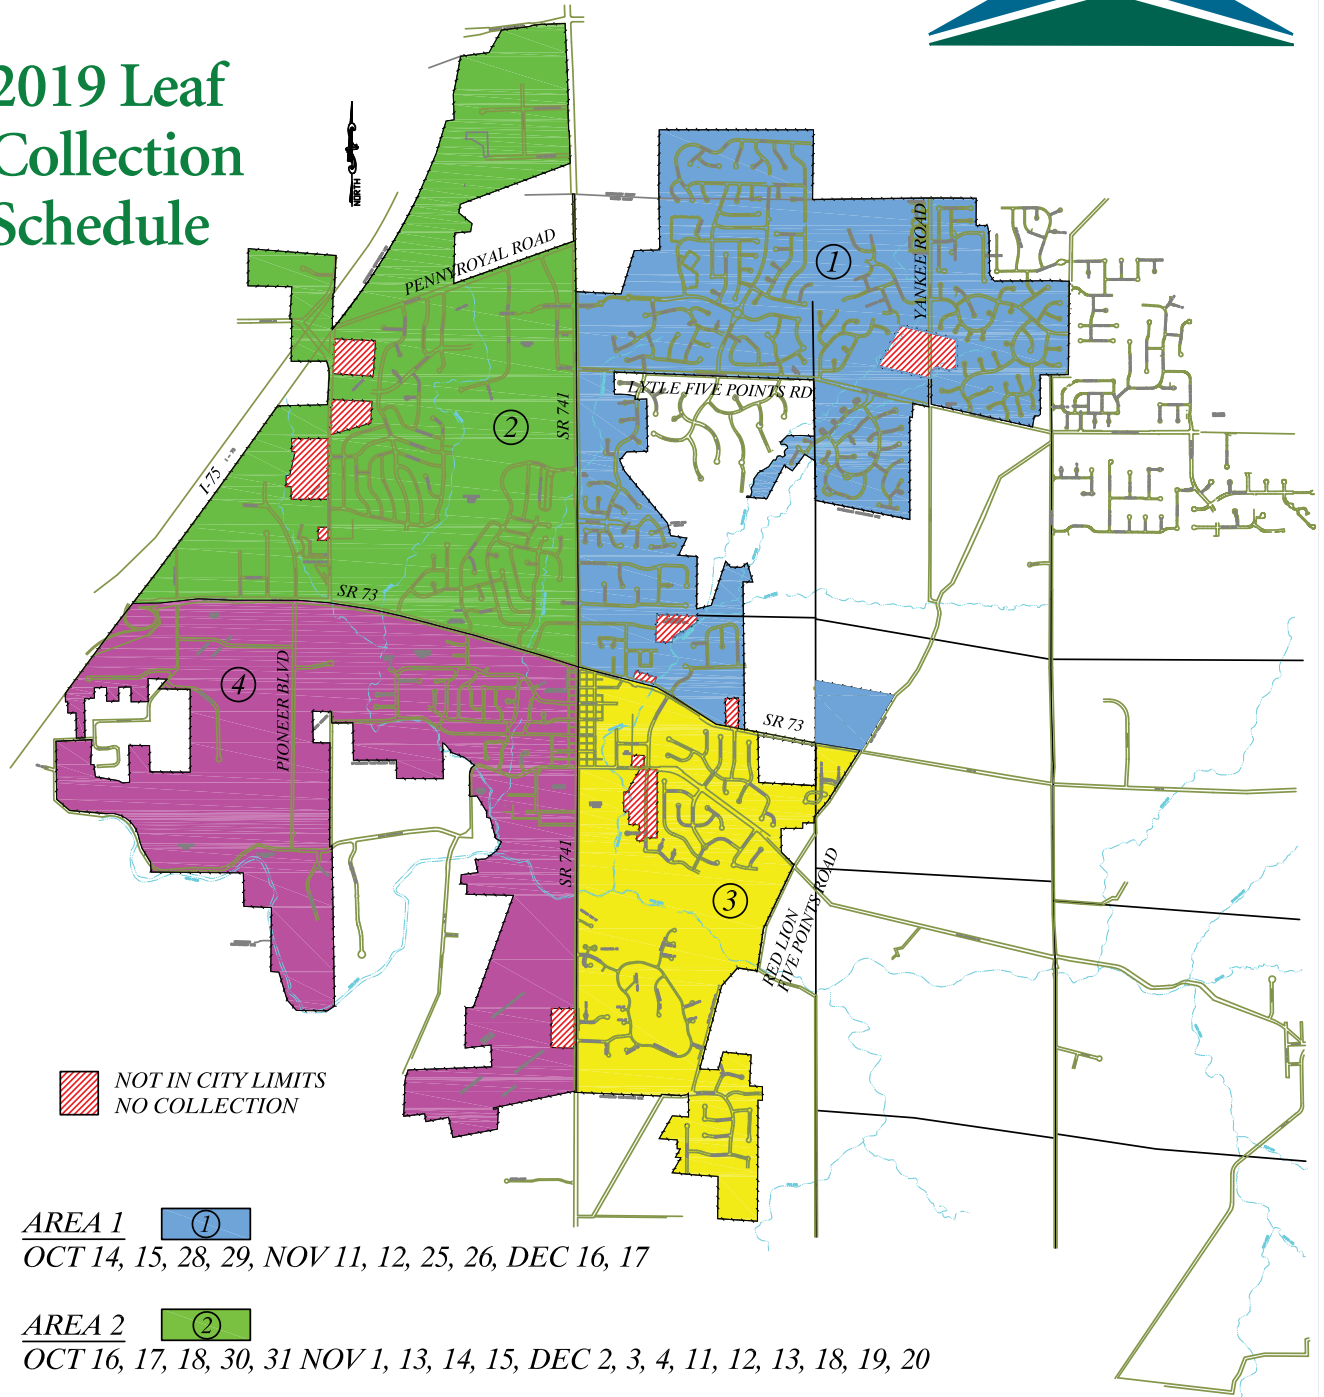 2019 Leaf
Collection
Schedule
NORTH
PENNYROYAL ROAD
1
YANKEE ROAD
LYTLE FIVE POINTS RD
SR 741
2
I-75
SR 73
4
PIONEER BLVD
SR 73
SR 741
3
RED LION
FIVE POINTS ROAD
NOT IN CITY LIMITS
NO COLLECTION
AREA 1 1
OCT 14, 15, 28, 29, NOV 11, 12, 25, 26, DEC 16, 17
AREA 2 2
OCT 16, 17, 18, 30, 31 NOV 1, 13, 14, 15, DEC 2, 3, 4, 11, 12, 13, 18, 19, 20